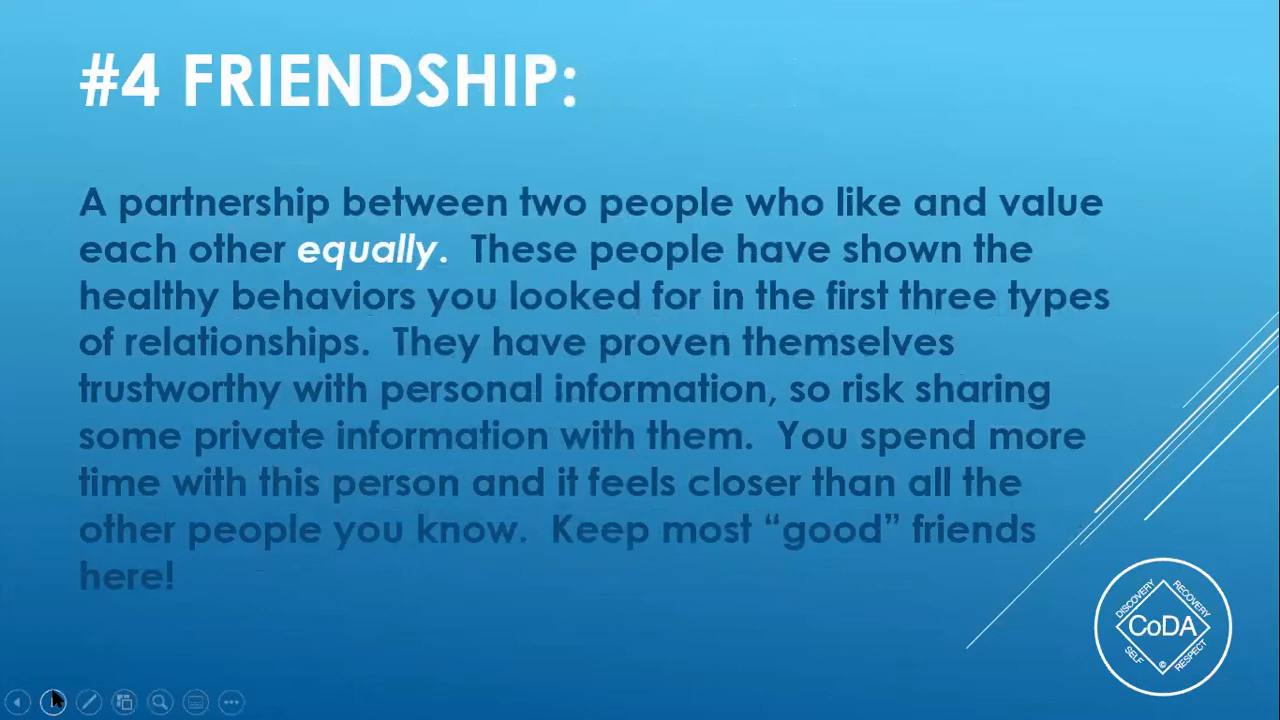 #4 FRIENDSHIP:
A partnership between two people who like and value
each other equally.  These people have shown the
healthy behaviors you looked for in the first three types
of relationships.  They have proven themselves
trustworthy with personal information, so risk sharing
some private information with them.  You spend more
time with this person and it feels closer than all the
other people you know.  Keep most “good” friends
here!
DISCOVERY
RECOVERY
CoDA
SELF
©
RESPECT